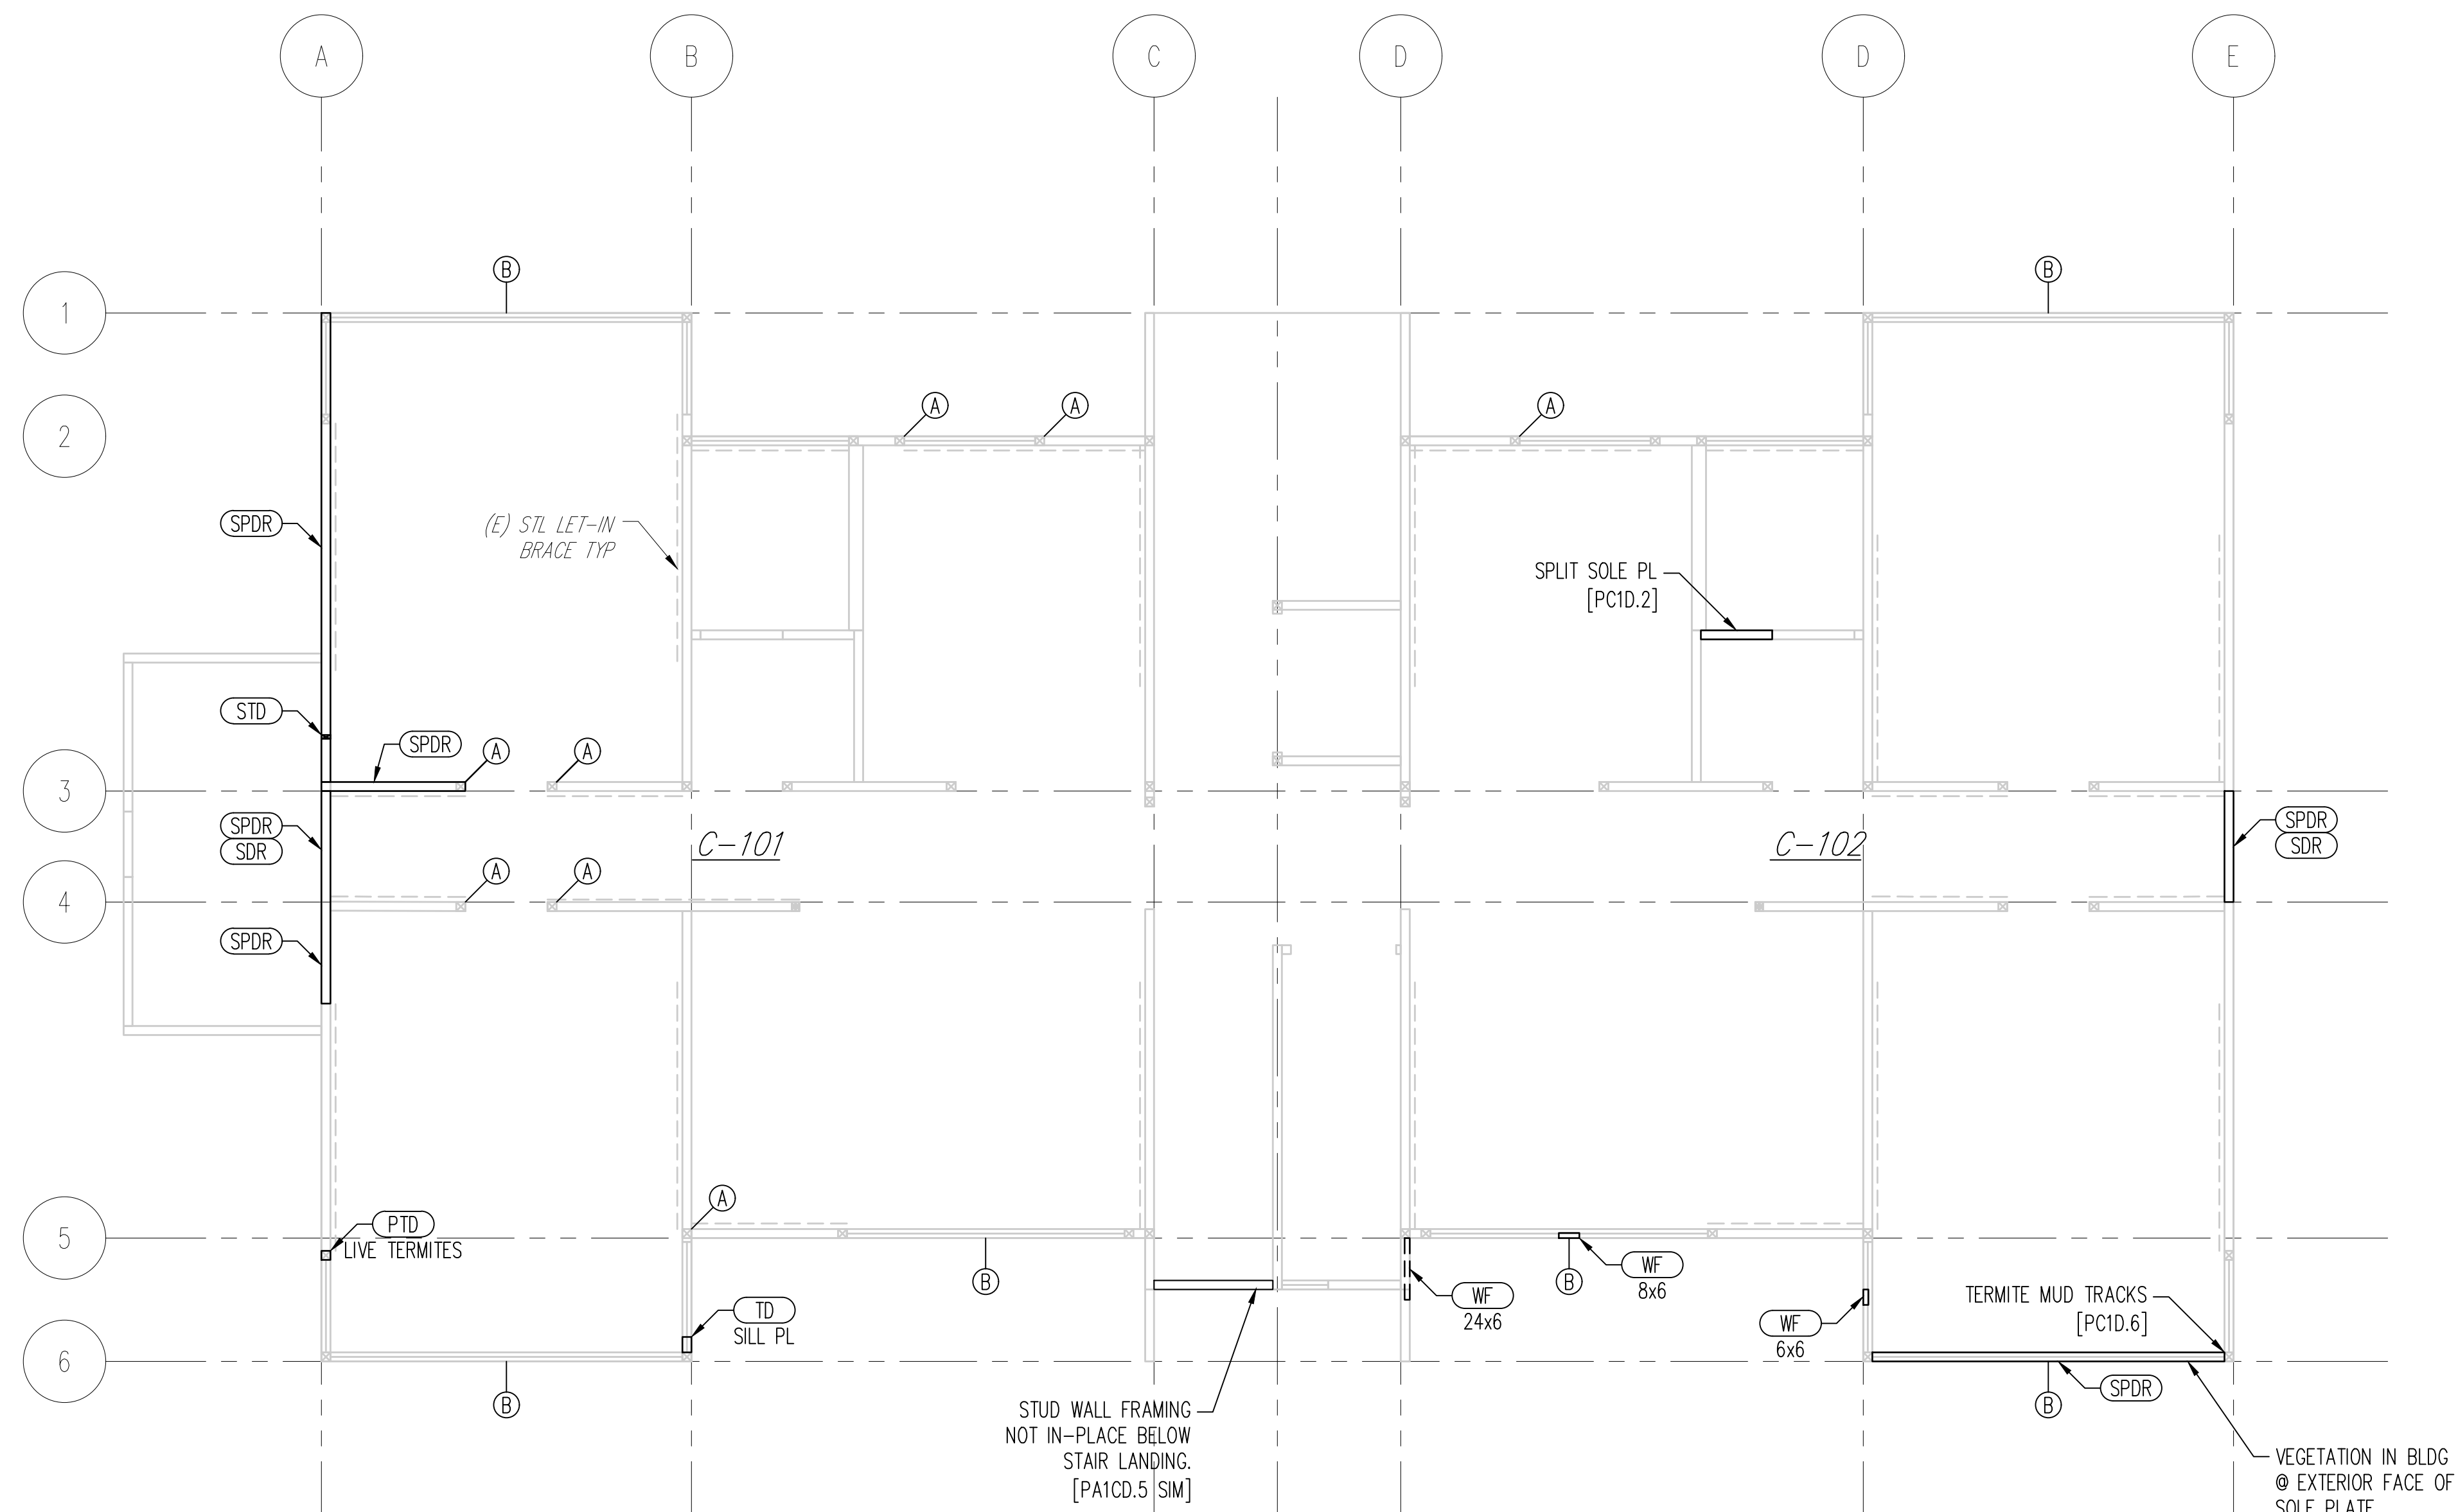 A
B
C
D
D
E
B
B
1
A
A
A
2
SPDR
(E) STL LET-IN
BRACE TYP
SPLIT SOLE PL
[PC1D.2]
STD
SPDR
A
A
3
SPDR
SDR
C-101
C-102
SPDR
SDR
A
A
4
SPDR
A
5
PTD
LIVE TERMITES
B
WF
8x6
B
WF
24x6
TD
SILL PL
WF
6x6
TERMITE MUD TRACKS
[PC1D.6]
6
B
B
SPDR
STUD WALL FRAMING
NOT IN-PLACE BELOW
STAIR LANDING.
[PA1CD.5 SIM]
VEGETATION IN BLDG
@ EXTERIOR FACE OF
SOLE PLATE